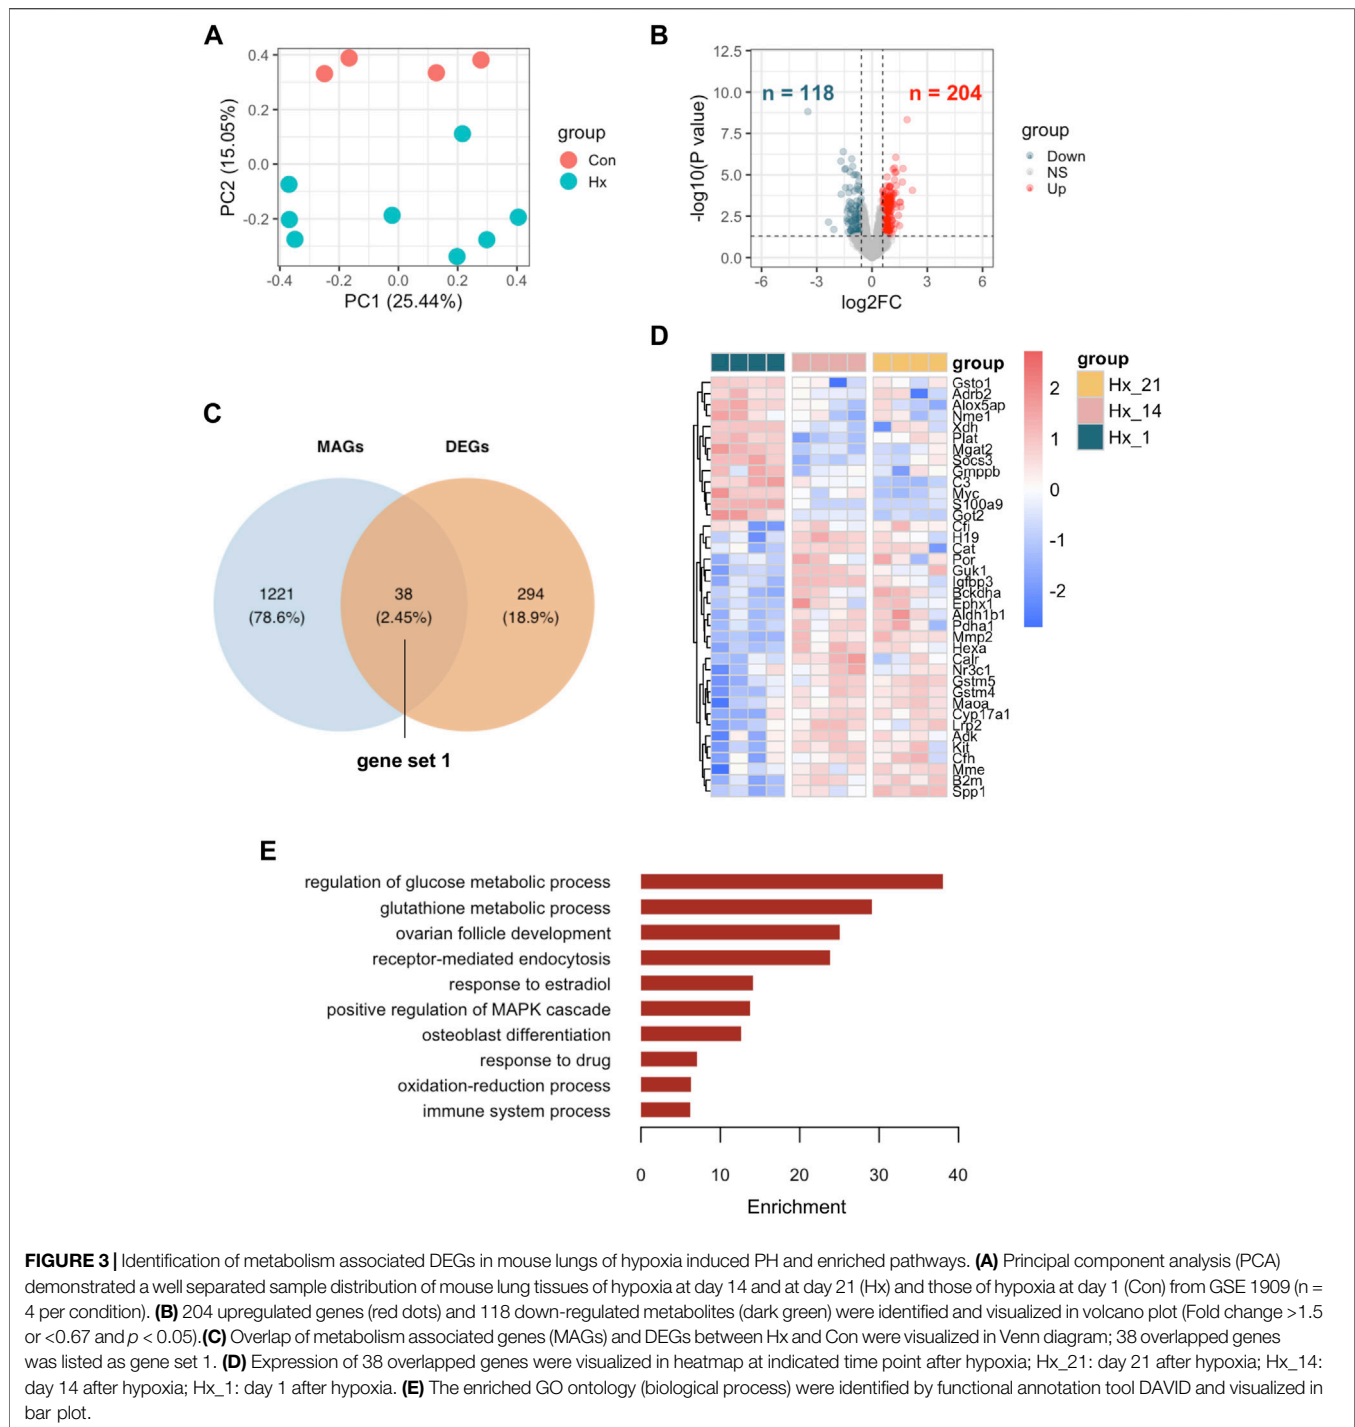 A
0.4
0.2
0.0
-0.2
-0.4
-0.2
0.0
0.2
0.4
PC2 (15.05%)
PC1 (25.44%)
group
Con
Hx
B
12.5
10.0
7.5
5.0
2.5
0.0
-6
-3
0
3
6
-log10(P value)
log2FC
n = 118
n = 204
group
Down
NS
Up
C
MAGs
DEGs
1221
(78.6%)
38
(2.45%)
294
(18.9%)
gene set 1
D
group
Gsto1
Adrb2
Alox5ap
Nme1
Xdh
Plat
Mgat2
Socs3
Gmppb
C3
Myc
S100a9
Got2
Cfi
H19
Cat
Por
Guk1
Igfbp3
Bckdha
Ephx1
Aldh1b1
Pdha1
Mmp2
Hexa
Calr
Nr3c1
Gstm5
Gstm4
Maoa
Cyp17a1
Lrp2
Adk
Kit
Cfh
Mme
B2m
Spp1
2
1
0
-1
-2
group
Hx_21
Hx_14
Hx_1
E
regulation of glucose metabolic process
glutathione metabolic process
ovarian follicle development
receptor-mediated endocytosis
response to estradiol
positive regulation of MAPK cascade
osteoblast differentiation
response to drug
oxidation-reduction process
immune system process
0
10
20
30
40
Enrichment
FIGURE 3 | Identification of metabolism associated DEGs in mouse lungs of hypoxia induced PH and enriched pathways. (A) Principal component analysis (PCA)
demonstrated a well separated sample distribution of mouse lung tissues of hypoxia at day 14 and at day 21 (Hx) and those of hypoxia at day 1 (Con) from GSE 1909 (n =
4 per condition). (B) 204 upregulated genes (red dots) and 118 down-regulated metabolites (dark green) were identified and visualized in volcano plot (Fold change >1.5
or <0.67 and p < 0.05).(C) Overlap of metabolism associated genes (MAGs) and DEGs between Hx and Con were visualized in Venn diagram; 38 overlapped genes
was listed as gene set 1. (D) Expression of 38 overlapped genes were visualized in heatmap at indicated time point after hypoxia; Hx_21: day 21 after hypoxia; Hx_14:
day 14 after hypoxia; Hx_1: day 1 after hypoxia. (E) The enriched GO ontology (biological process) were identified by functional annotation tool DAVID and visualized in
bar plot.